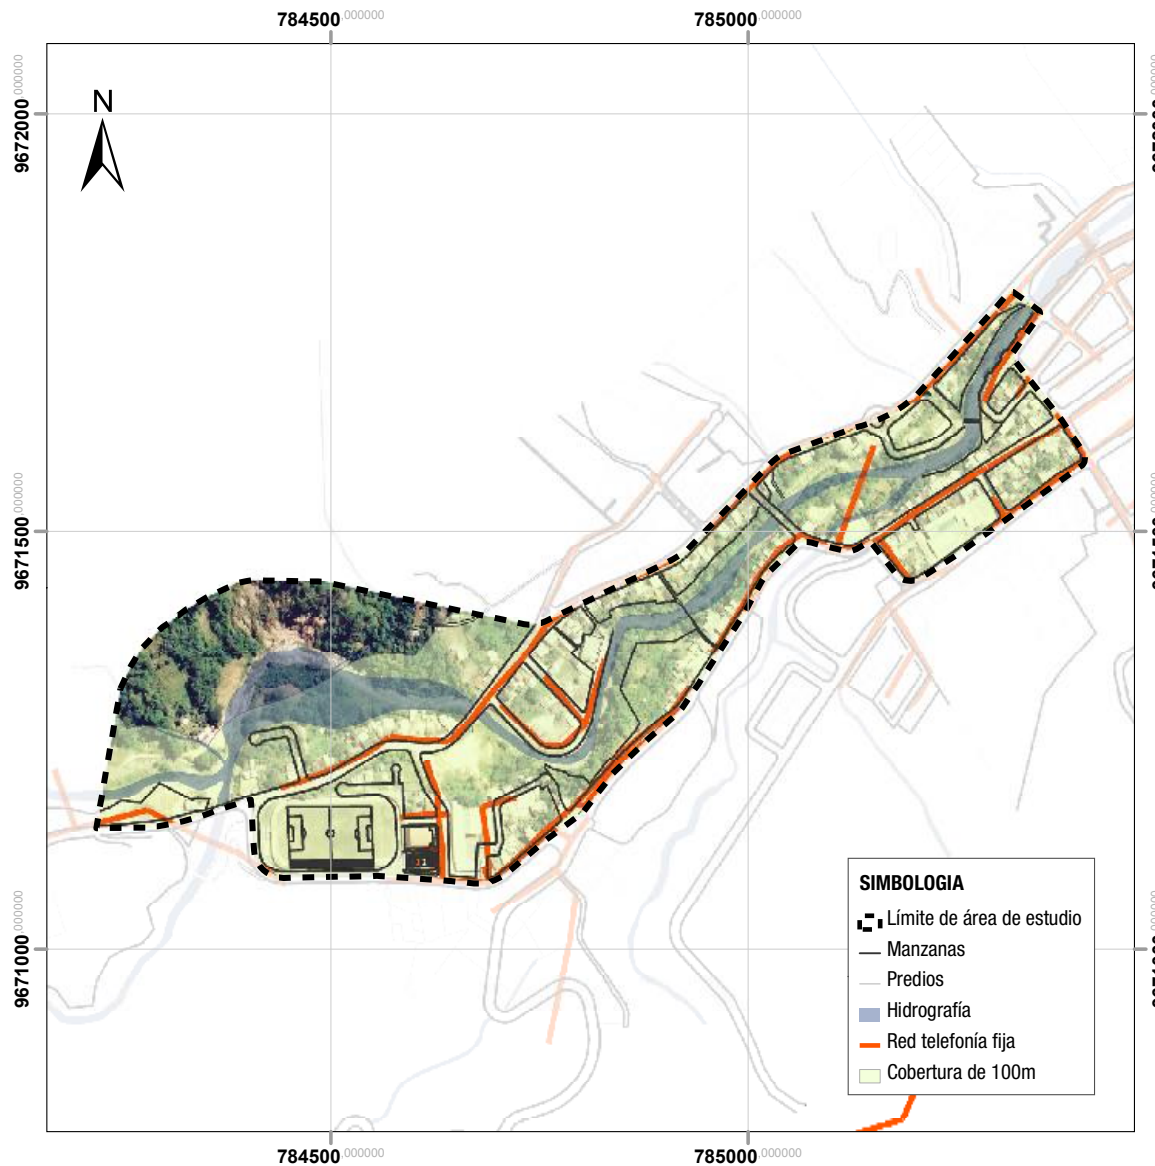 784500.000000 785000.000000
N
9672000.000000
9671500.000000
9671000.000000
SIMBOLOGIA
Límite de área de estudio
Manzanas
Predios
Hidrografía
Red telefonía fija
Cobertura de 100m
784500.000000 785000.000000